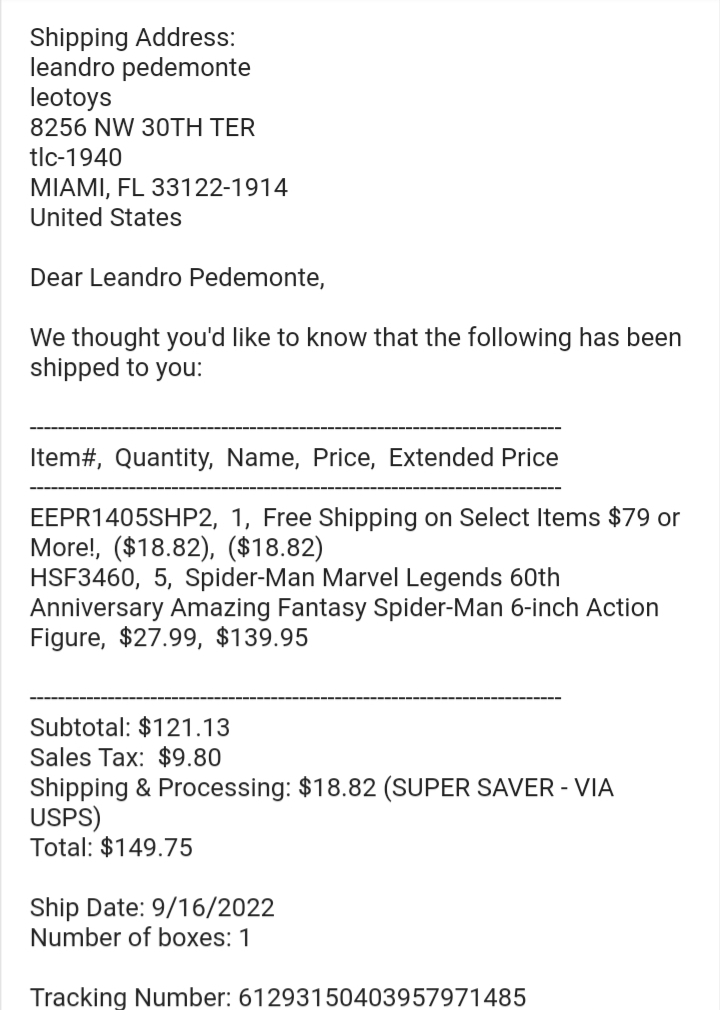 Shipping Address:
leandro pedemonte
leotoys
8256 NW 30TH TER
tlc-1940
MIAMI, FL 33122-1914
United States
Dear Leandro Pedemonte,
We thought you'd like to know that the following has been
shipped to you:
----------------------------------------------------------------------------
Item#,  Quantity,  Name,  Price,  Extended Price
----------------------------------------------------------------------------
EEPR1405SHP2,  1,  Free Shipping on Select Items $79 or
More!,  ($18.82),  ($18.82)
HSF3460,  5,  Spider-Man Marvel Legends 60th
Anniversary Amazing Fantasy Spider-Man 6-inch Action
Figure,  $27.99,  $139.95
----------------------------------------------------------------------------
Subtotal: $121.13
Sales Tax:  $9.80
Shipping & Processing: $18.82 (SUPER SAVER - VIA
USPS)
Total: $149.75
Ship Date: 9/16/2022
Number of boxes: 1
Tracking Number: 61293150403957971485